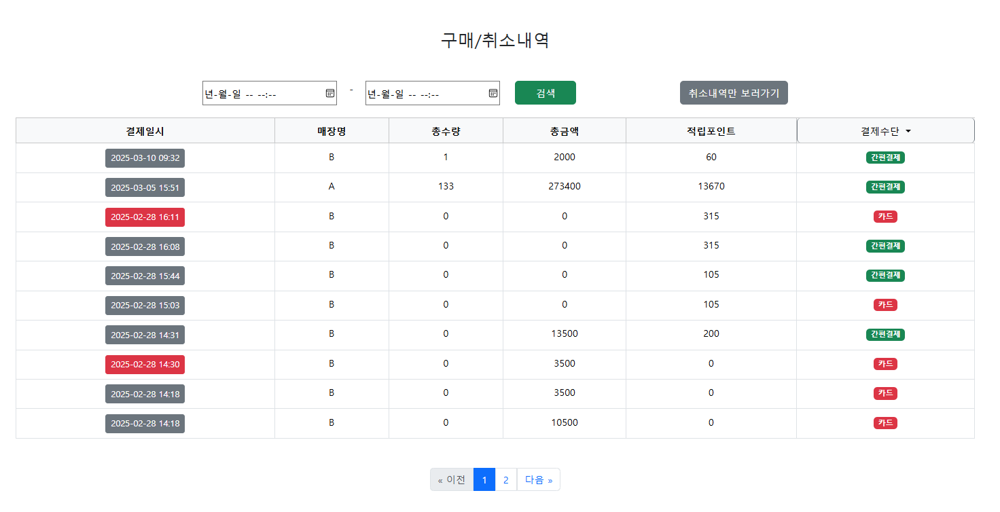 구매/취소내역
년-월-일 -- --:-- - 년-월-일 -- --:-- 검색 취소내역만 보러가기
결제일시 매장명 총수량 총금액 적립포인트 결제수단
2025-03-10 09:32 B 1 2000 60 간편결제
2025-03-05 15:51 A 133 273400 13670 간편결제
2025-02-28 16:11 B 0 0 315 카드
2025-02-28 16:08 B 0 0 315 간편결제
2025-02-28 15:44 B 0 0 105 간편결제
2025-02-28 15:03 B 0 0 105 카드
2025-02-28 14:31 B 0 13500 200 간편결제
2025-02-28 14:30 B 0 3500 0 카드
2025-02-28 14:18 B 0 3500 0 카드
2025-02-28 14:18 B 0 10500 0 카드
« 이전 1 2 다음 »